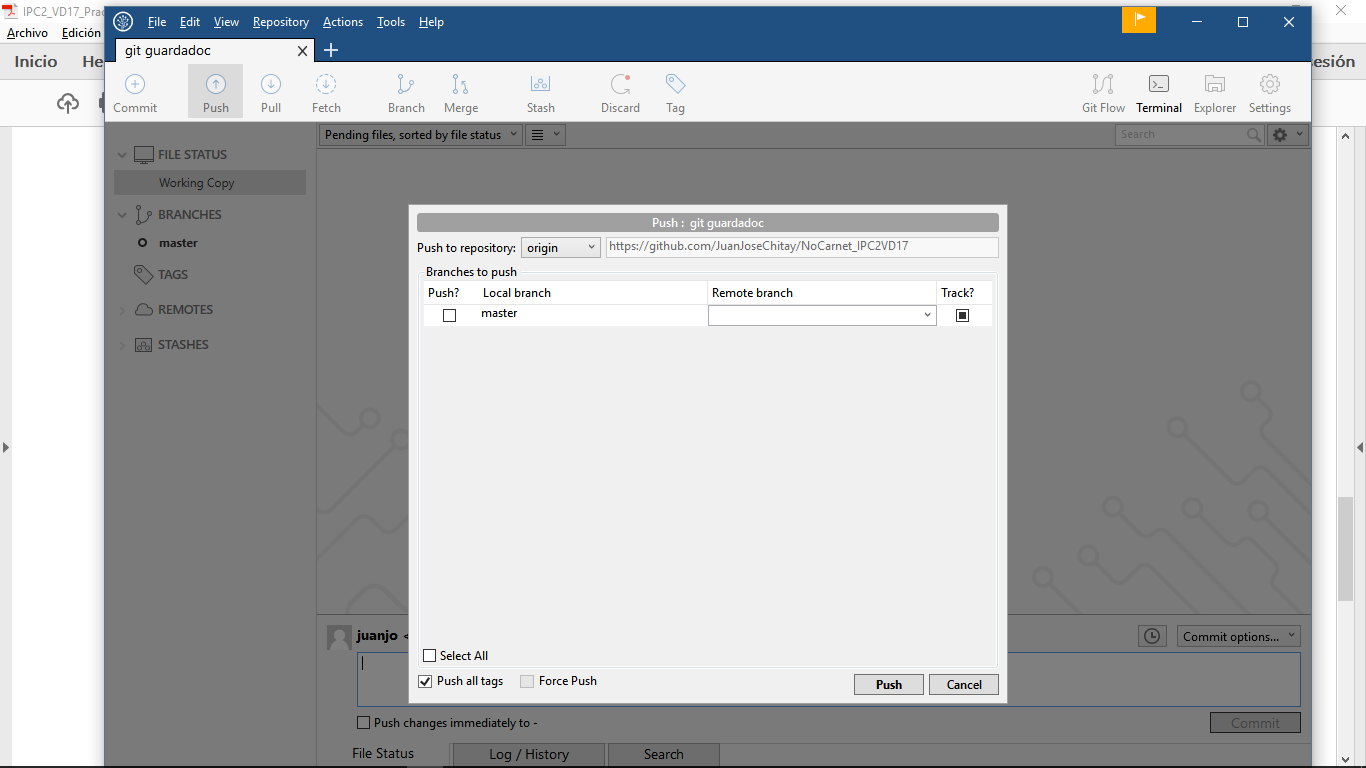 IPC2_VD17_Prac
Archivo Edición
Inicio He
esión
File Edit View Repository Actions Tools Help
git guardadoc
Commit Push Pull Fetch Branch Merge Stash Discard Tag Git Flow Terminal Explorer Settings
Pending files, sorted by file status
Search
FILE STATUS
Working Copy
BRANCHES
master
TAGS
REMOTES
STASHES
Push : git guardadoc
Push to repository: origin https://github.com/JuanJoseChitay/NoCarnet_IPC2VD17
Branches to push
Push? Local branch Remote branch Track?
master
Select All
Push all tags Force Push Push Cancel
juanjo <
Commit options...
Push changes immediately to -
Commit
File Status Log / History Search